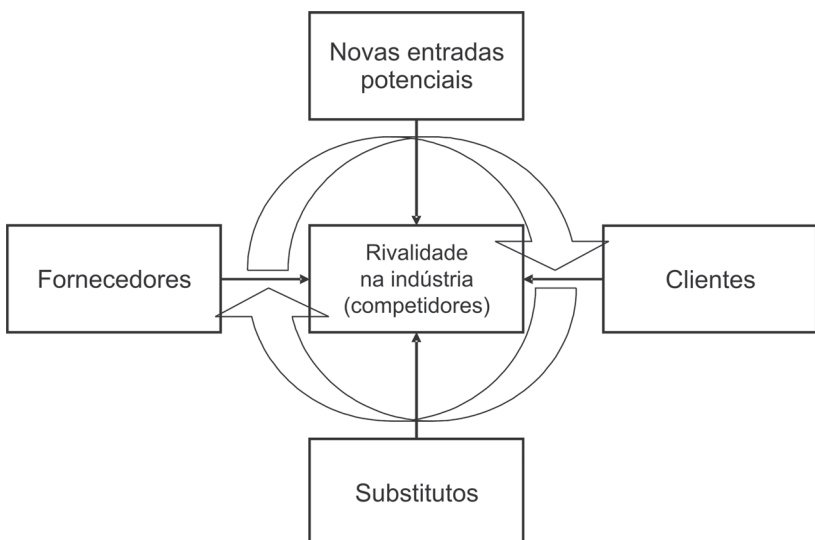 Novas entradas
potenciais
Fornecedores
Rivalidade
na indústria
(competidores)
Clientes
Substitutos